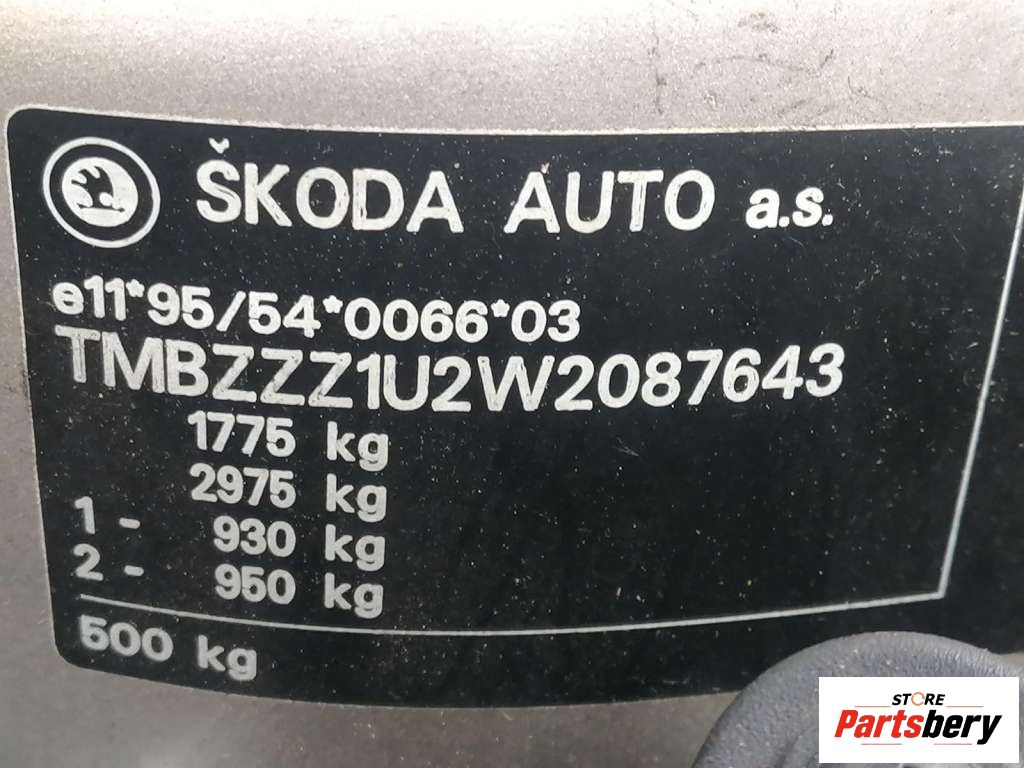 ŠKODA AUTO a.s.
e11*95/54*0066*03
TMBZZZ1U2W2087643
1775 kg
2975 kg
1 - 930 kg
2 - 950 kg
500 kg
STORE
Partsbery